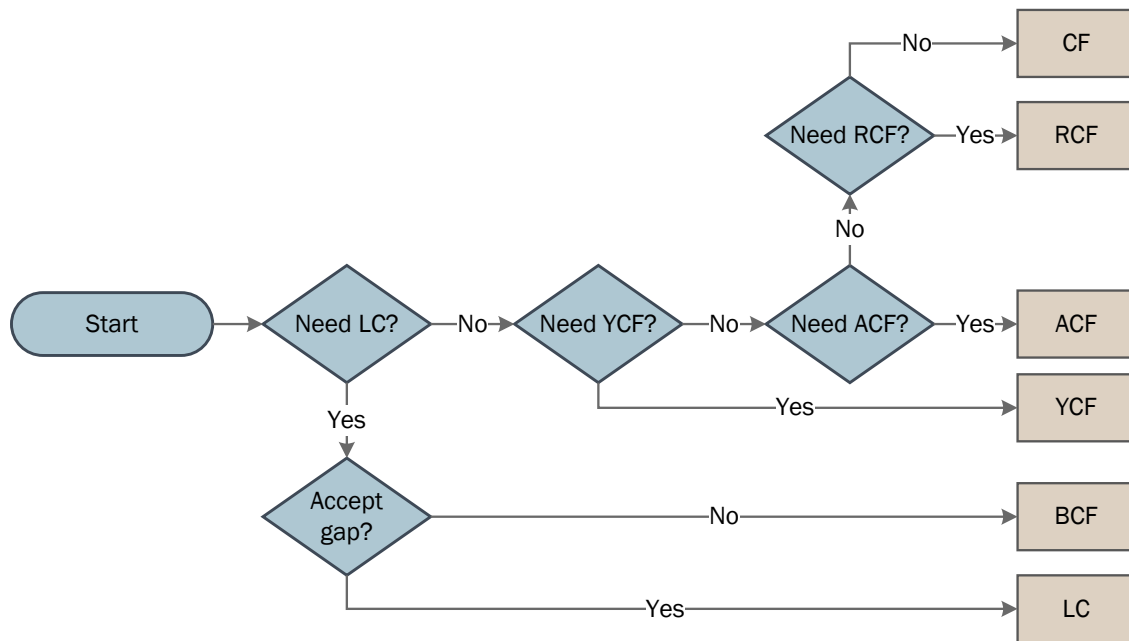 No
CF
Need RCF?
Yes
RCF
No
Start
Need LC?
No
Need YCF?
No
Need ACF?
Yes
ACF
Yes
YCF
Yes
Accept
gap?
No
BCF
Yes
LC